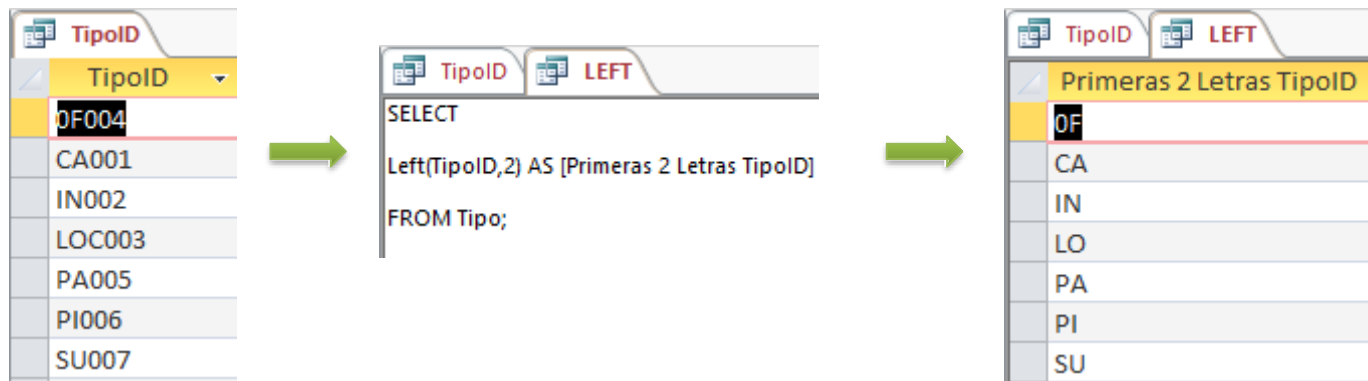 TipoID
TipoID
0F004
CA001
IN002
LOC003
PA005
PI006
SU007
TipoID LEFT
SELECT
Left(TipoID,2) AS [Primeras 2 Letras TipoID]
FROM Tipo;
TipoID LEFT
Primeras 2 Letras TipoID
0F
CA
IN
LO
PA
PI
SU